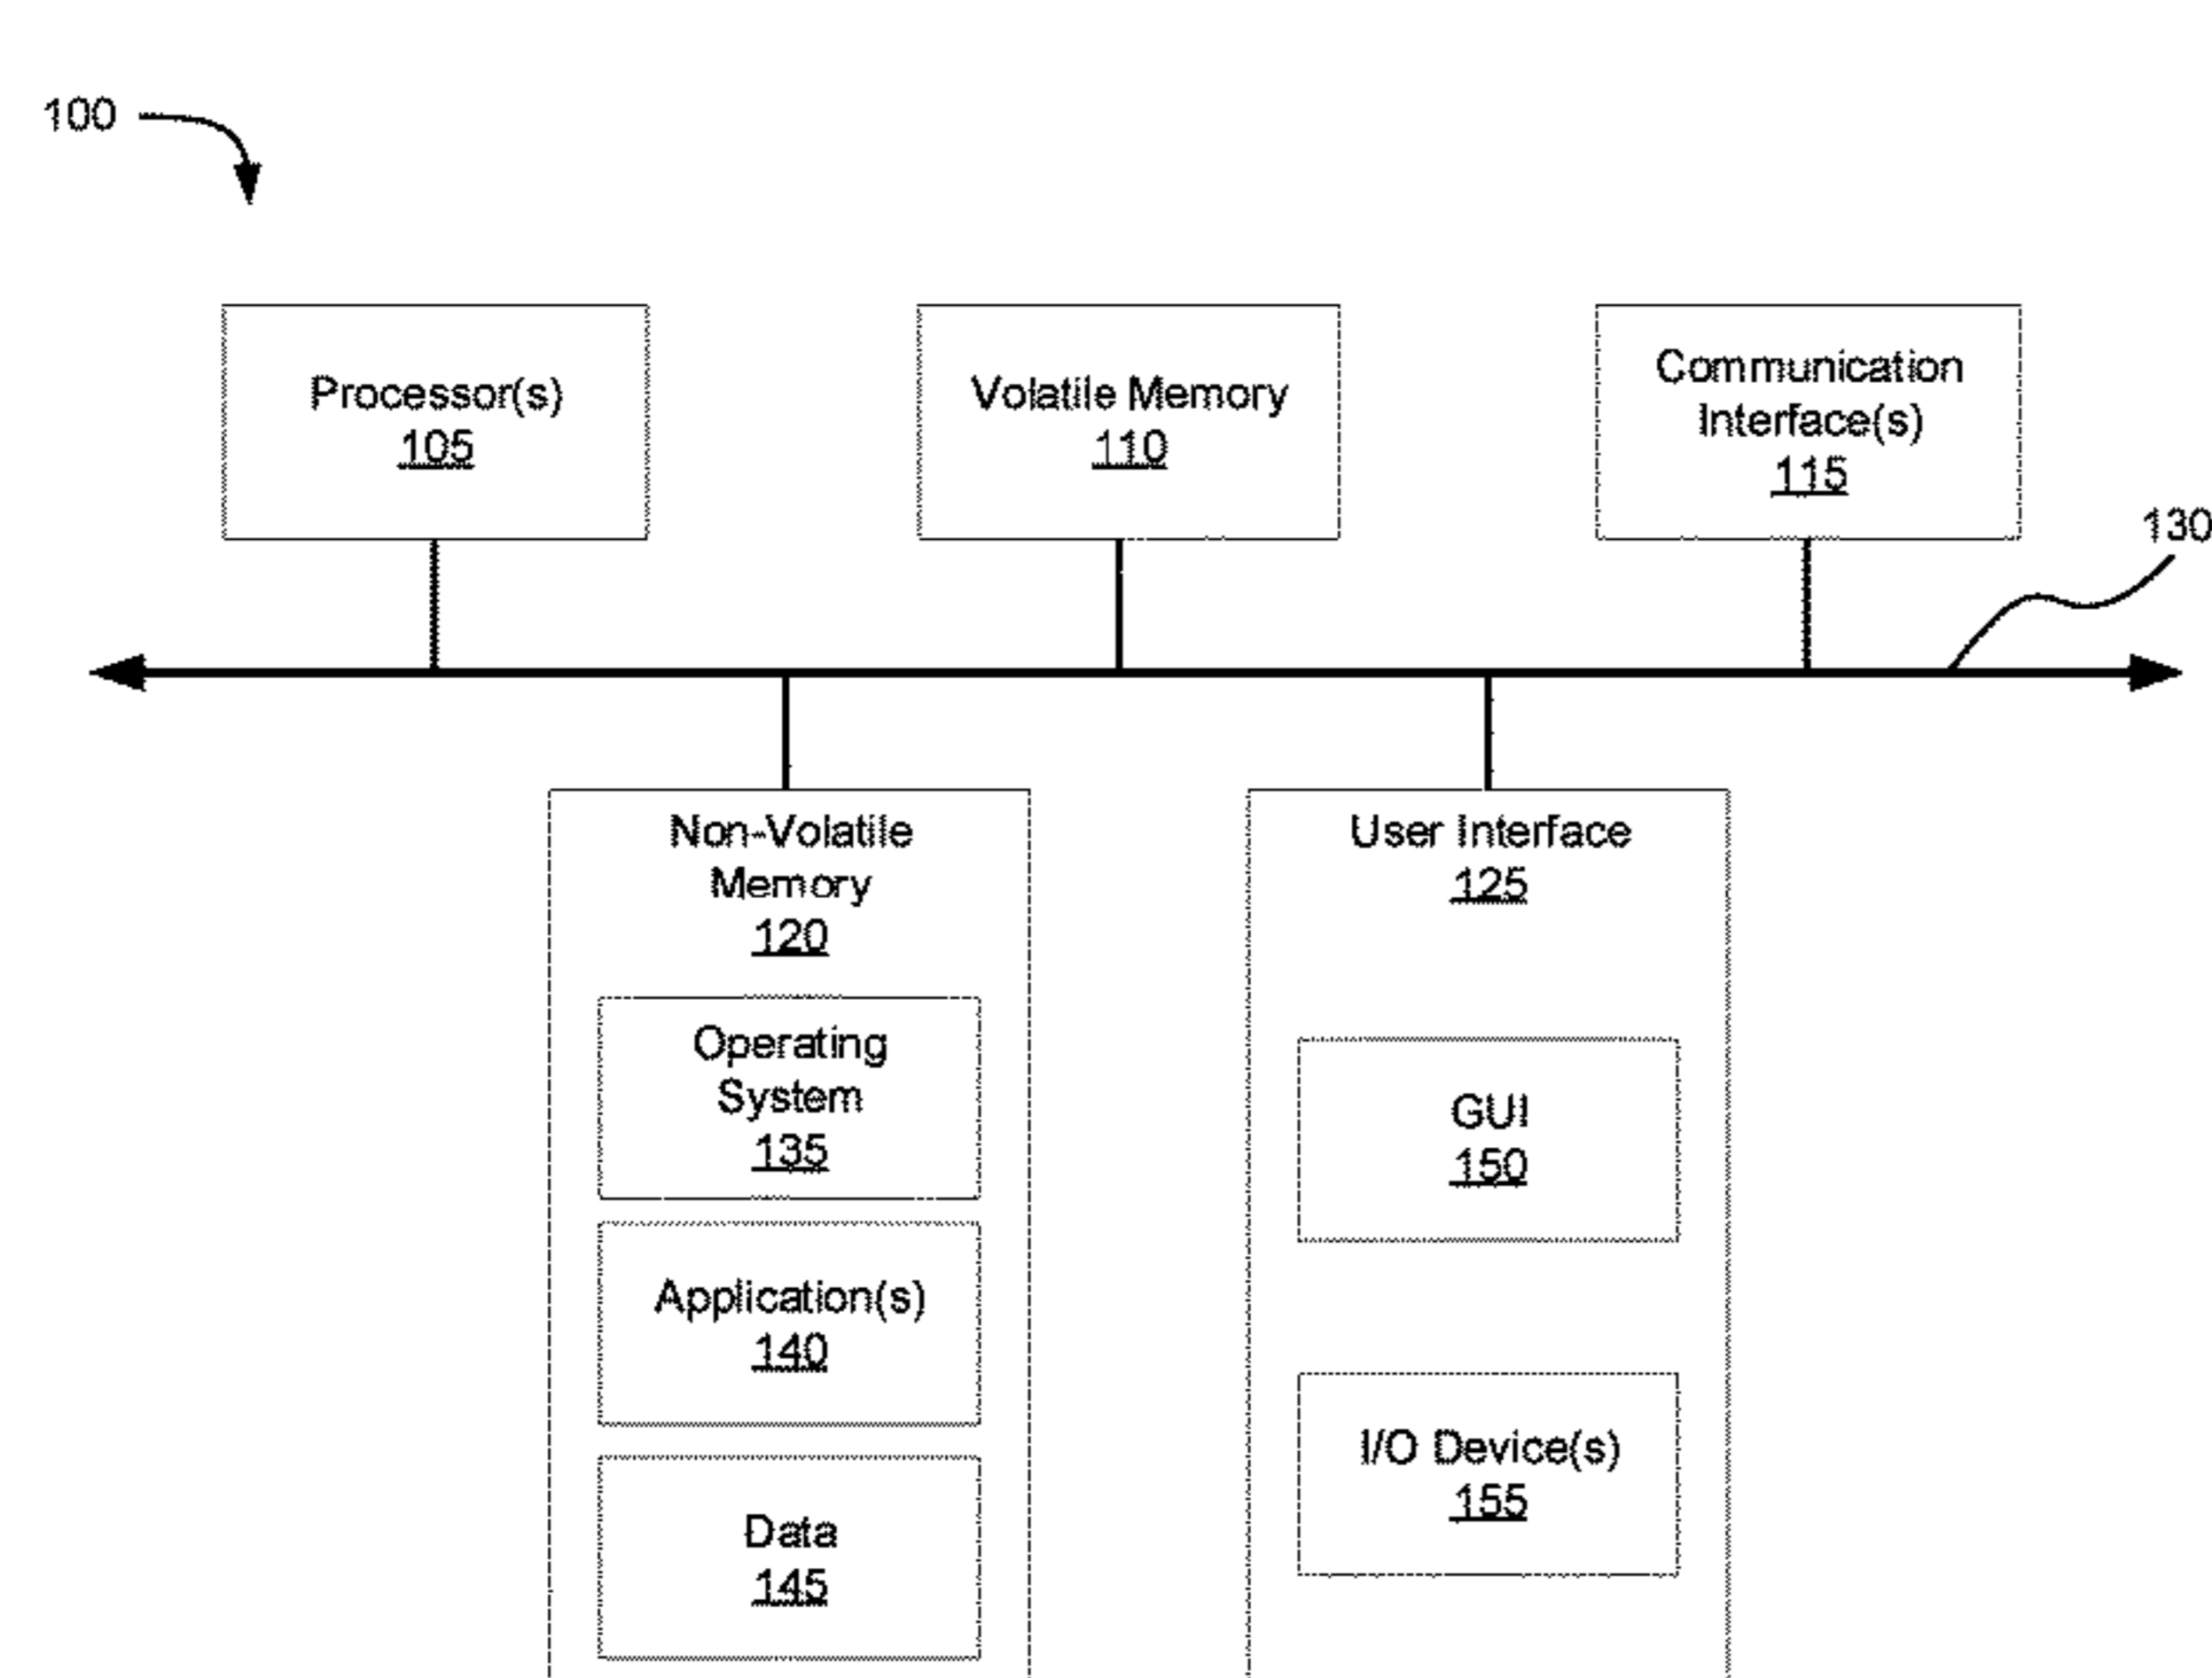 100
Processor(s)
105
Volatile Memory
110
Communication
Interface(s)
115
130
Non-Volatile
Memory
120
Operating
System
135
Application(s)
140
Data
145
User Interface
125
GUI
150
I/O Device(s)
155